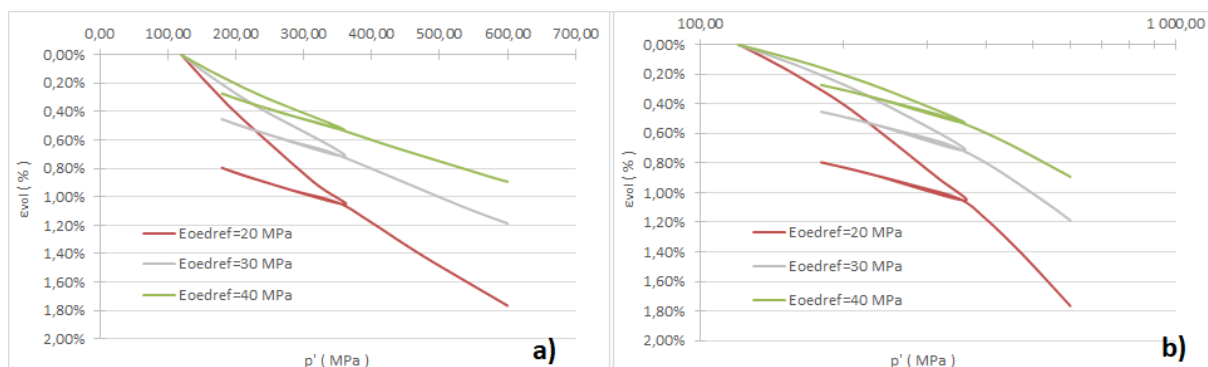 0,00 100,00 200,00 300,00 400,00 500,00 600,00 700,00
0,00%
0,20%
0,40%
0,60%
0,80%
1,00%
1,20%
1,40%
1,60%
1,80%
2,00%
εvol ( % )
Eoedref=20 MPa
Eoedref=30 MPa
Eoedref=40 MPa
p' ( MPa )
a)
100,00 1 000,00
0,00%
0,20%
0,40%
0,60%
0,80%
1,00%
1,20%
1,40%
1,60%
1,80%
2,00%
εvol ( % )
Eoedref=20 MPa
Eoedref=30 MPa
Eoedref=40 MPa
p' ( MPa )
b)